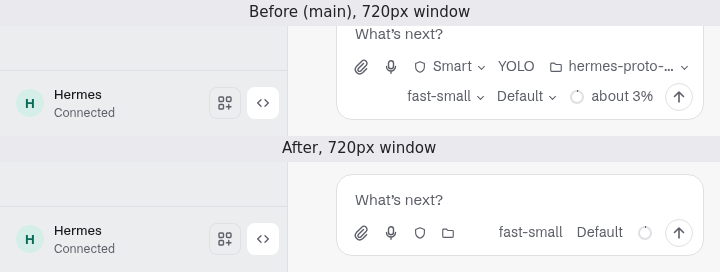 Before (main), 720px window
What's next?
Smart YOLO hermes-proto-...
H Hermes
Connected
fast-small Default about 3%
After, 720px window
What's next?
H Hermes
Connected
fast-small Default